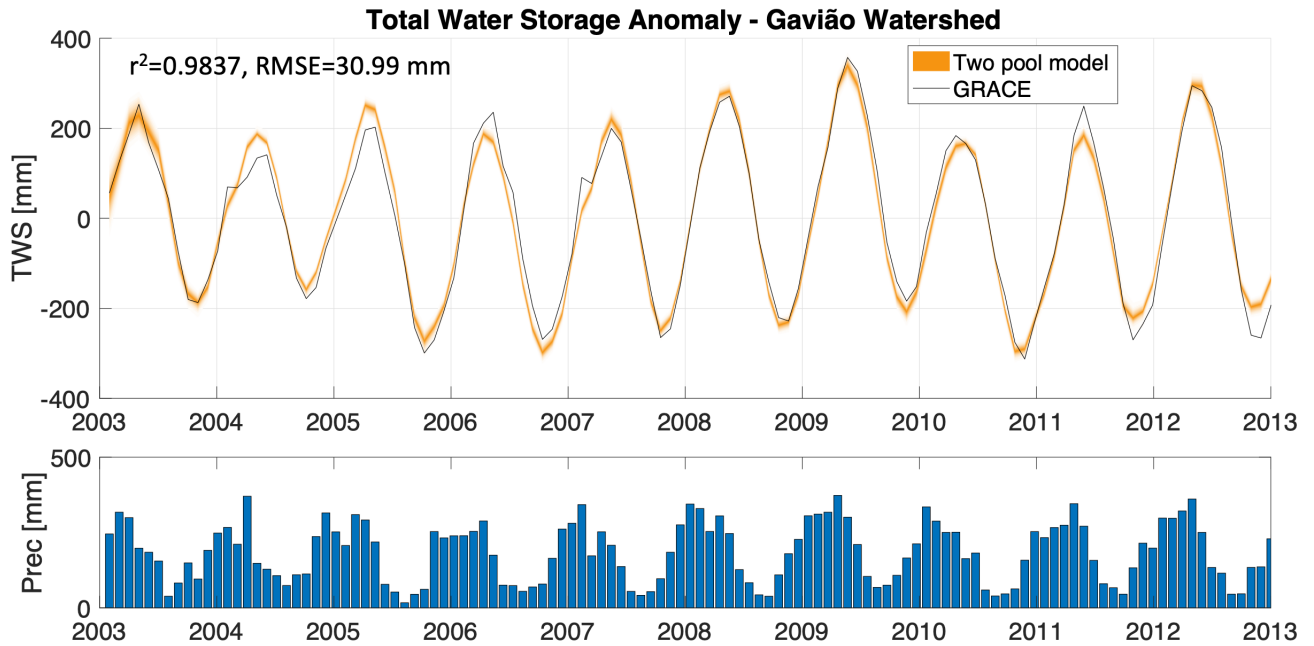 Total Water Storage Anomaly - Gavião Watershed
r²=0.9837, RMSE=30.99 mm
Two pool model
GRACE
TWS [mm]
400
200
0
-200
-400
2003 2004 2005 2006 2007 2008 2009 2010 2011 2012 2013
Prec [mm]
500
0
2003 2004 2005 2006 2007 2008 2009 2010 2011 2012 2013